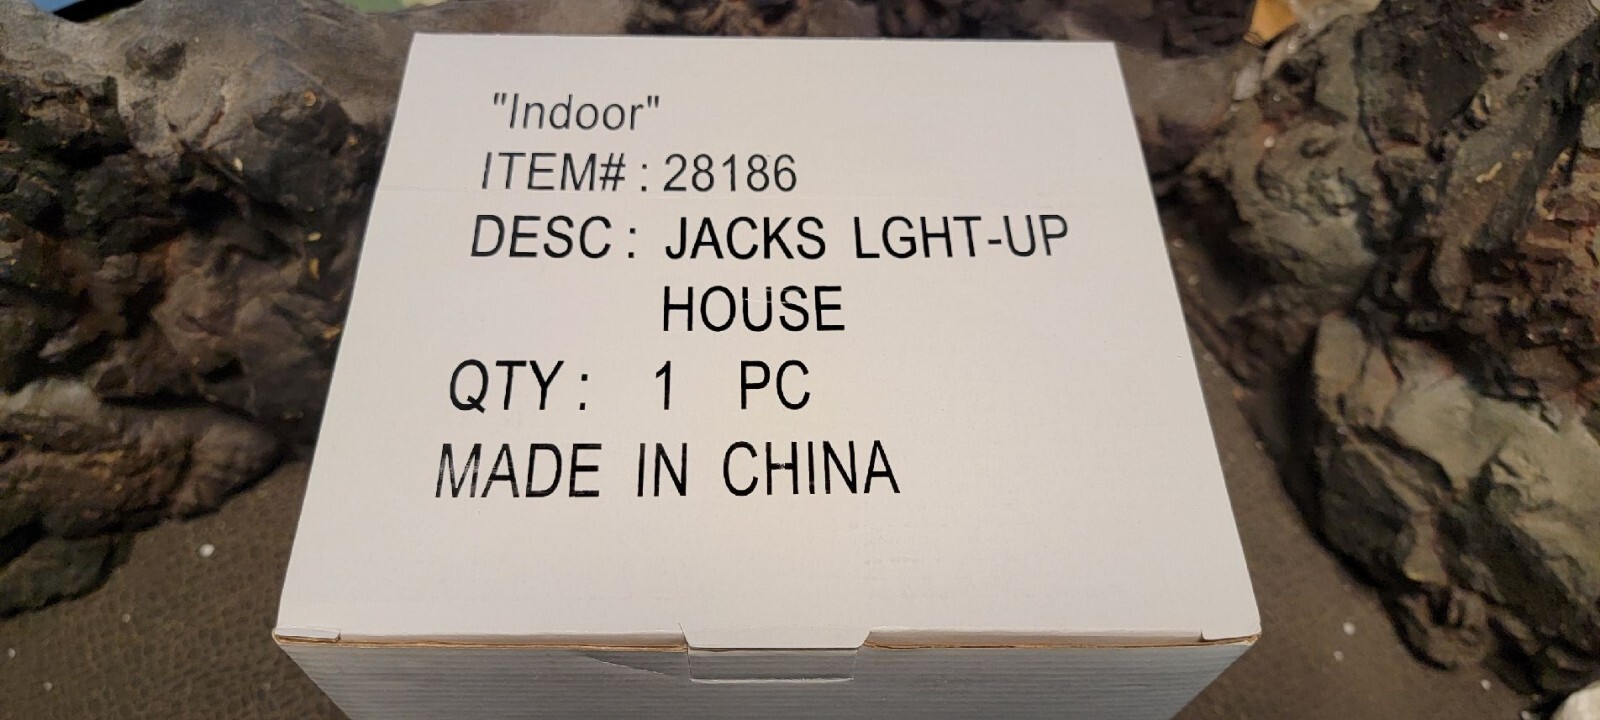 "Indoor"
ITEM# : 28186
DESC : JACKS LGHT-UP
HOUSE
QTY : 1 PC
MADE IN CHINA